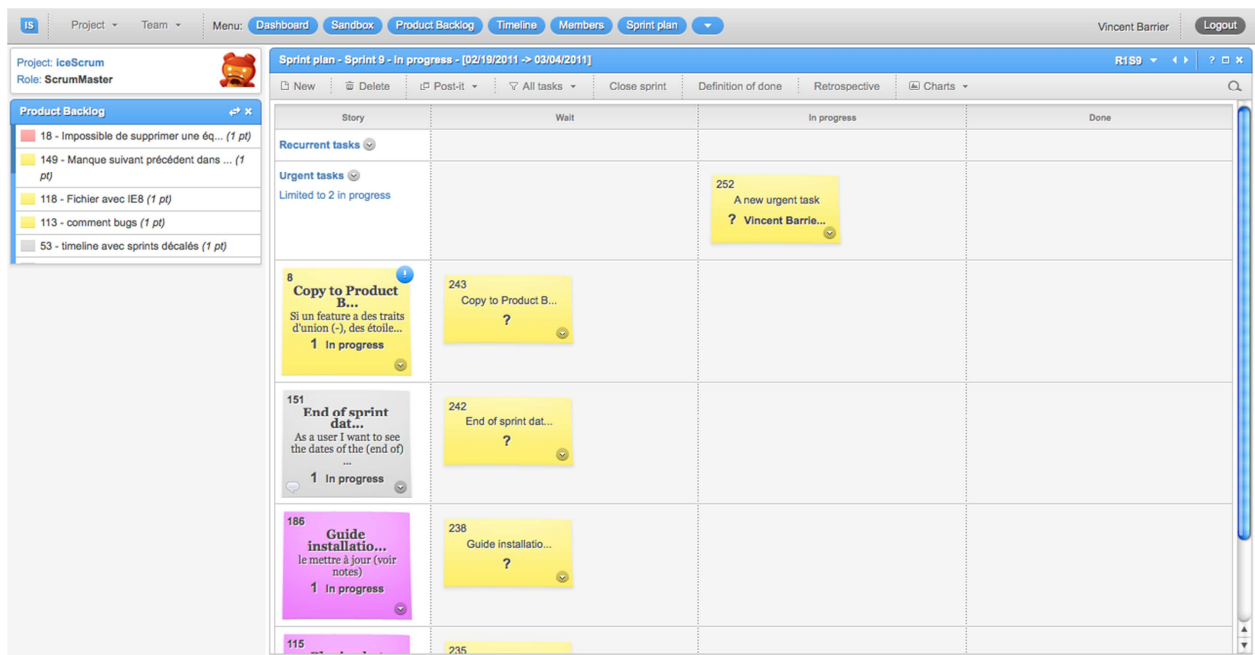 iS Project Team Menu: Dashboard Sandbox Product Backlog Timeline Members Sprint plan Vincent Barrier Logout
Project: iceScrum
Role: ScrumMaster
Product Backlog
18 - Impossible de supprimer une éq... (1 pt)
149 - Manque suivant précédent dans ... (1
pt)
118 - Fichier avec IE8 (1 pt)
113 - comment bugs (1 pt)
53 - timeline avec sprints décalés (1 pt)
Sprint plan - Sprint 9 - In progress - [02/19/2011 -> 03/04/2011] R1S9 ?
New Delete Post-it All tasks Close sprint Definition of done Retrospective Charts
Story Wait In progress Done
Recurrent tasks
Urgent tasks
Limited to 2 in progress
252
A new urgent task
? Vincent Barrie...
8
Copy to Product
B...
Si un feature a des traits
d'union (-), des étoile...
1 In progress
243
Copy to Product B...
?
151
End of sprint
dat...
As a user I want to see
the dates of the (end of)
...
1 In progress
242
End of sprint dat...
?
186
Guide
installatio...
le mettre à jour (voir
notes)
1 In progress
238
Guide installatio...
?
115
235